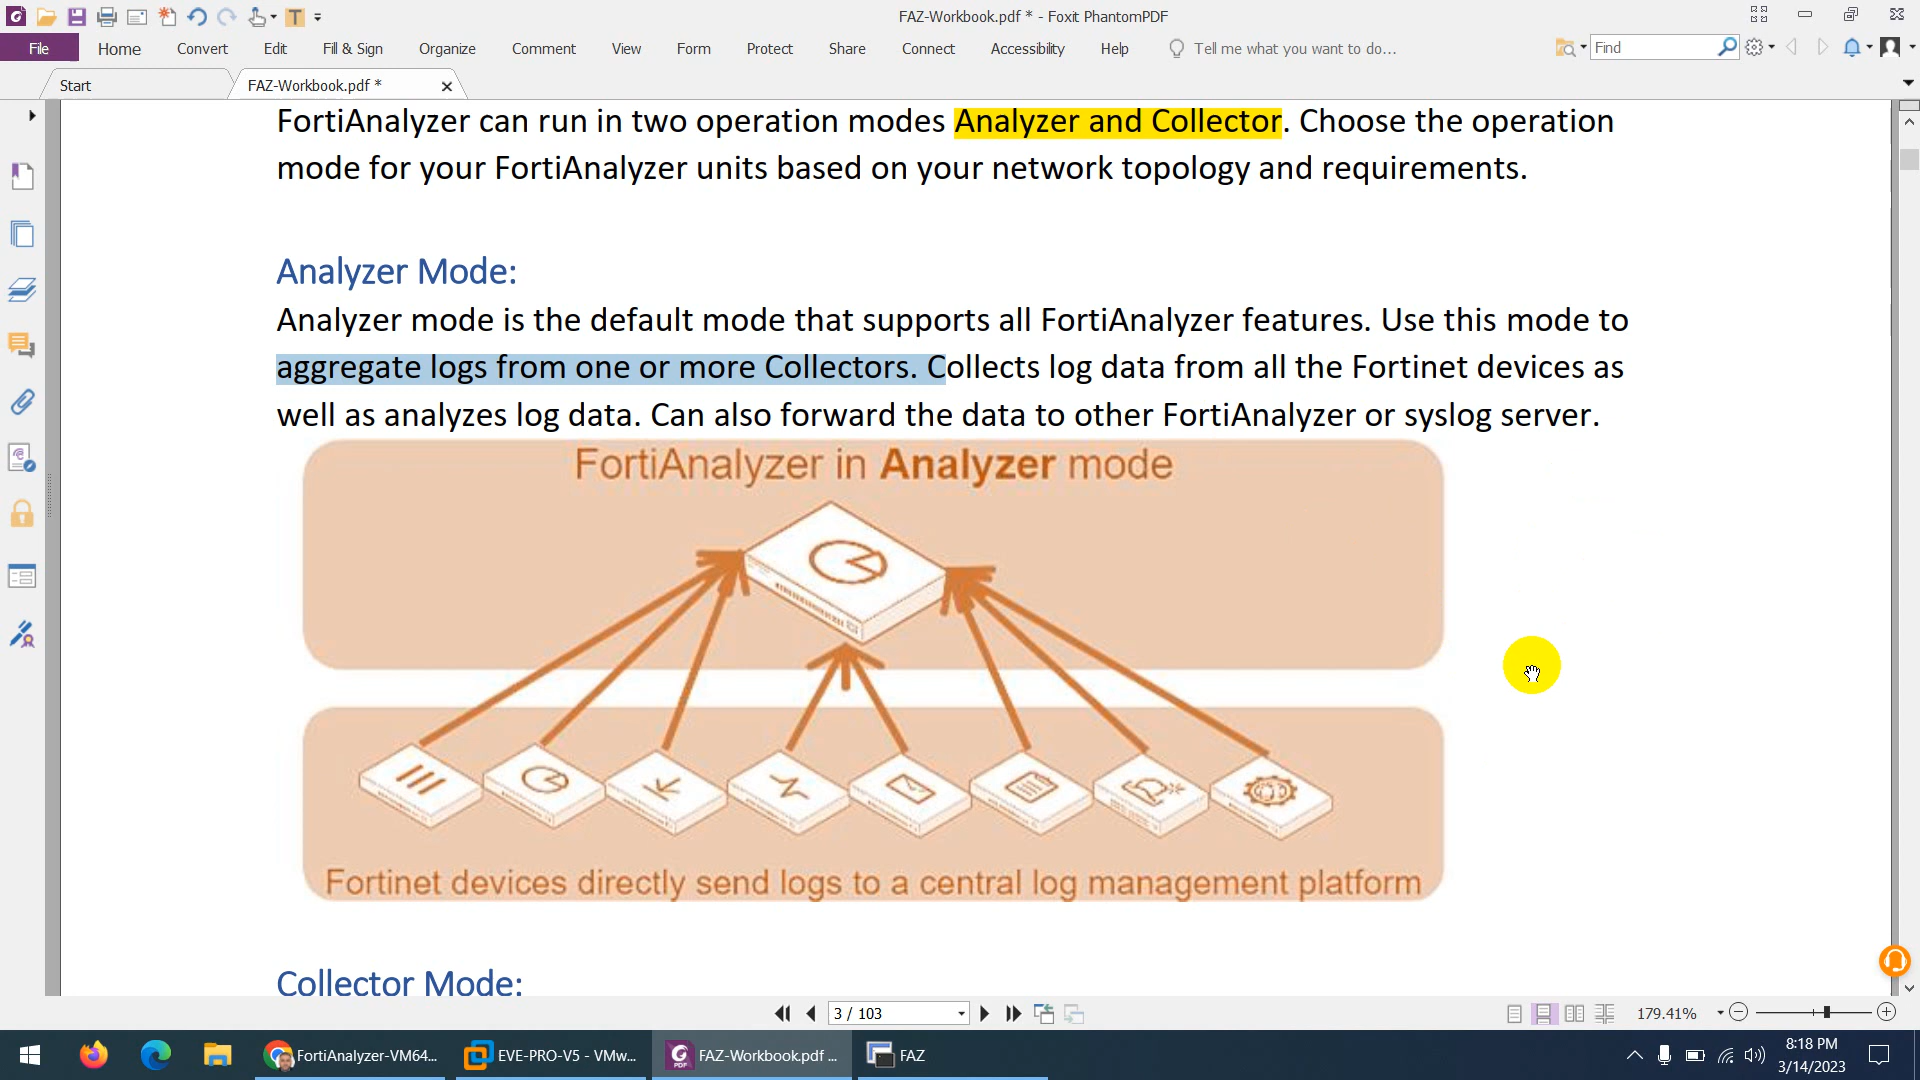 FAZ-Workbook.pdf * - Foxit PhantomPDF
File Home Convert Edit Fill & Sign Organize Comment View Form Protect Share Connect Accessibility Help Tell me what you want to do... Find
Start FAZ-Workbook.pdf *
FortiAnalyzer can run in two operation modes Analyzer and Collector. Choose the operation
mode for your FortiAnalyzer units based on your network topology and requirements.
Analyzer Mode:
Analyzer mode is the default mode that supports all FortiAnalyzer features. Use this mode to
aggregate logs from one or more Collectors. Collects log data from all the Fortinet devices as
well as analyzes log data. Can also forward the data to other FortiAnalyzer or syslog server.
FortiAnalyzer in Analyzer mode
Fortinet devices directly send logs to a central log management platform
Collector Mode:
3 / 103
179.41%
FortiAnalyzer-VM64... EVE-PRO-V5 - VMw... FAZ-Workbook.pdf ... FAZ
8:18 PM
3/14/2023